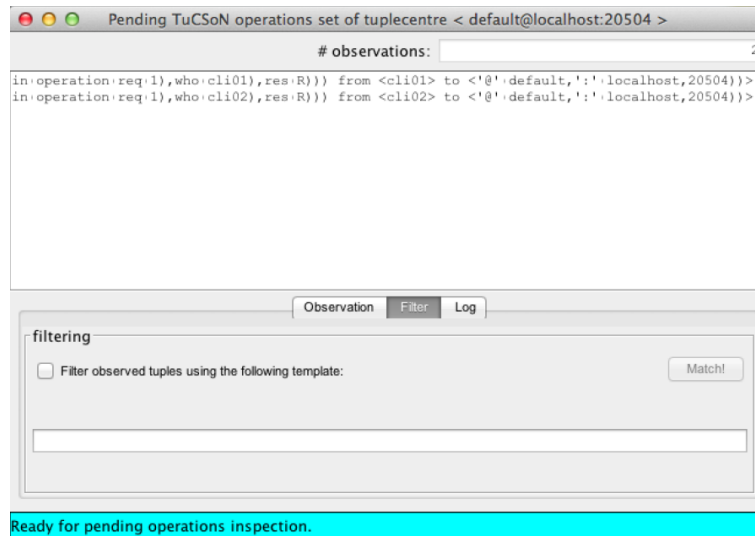 Pending TuCSoN operations set of tuplecentre < default@localhost:20504 >
# observations: 2
in(operation(req(1),who(cli01),res(R))) from <cli01> to <'@'(default,':'(localhost,20504))>
in(operation(req(1),who(cli02),res(R))) from <cli02> to <'@'(default,':'(localhost,20504))>
Observation Filter Log
filtering
Filter observed tuples using the following template: Match!
Ready for pending operations inspection.